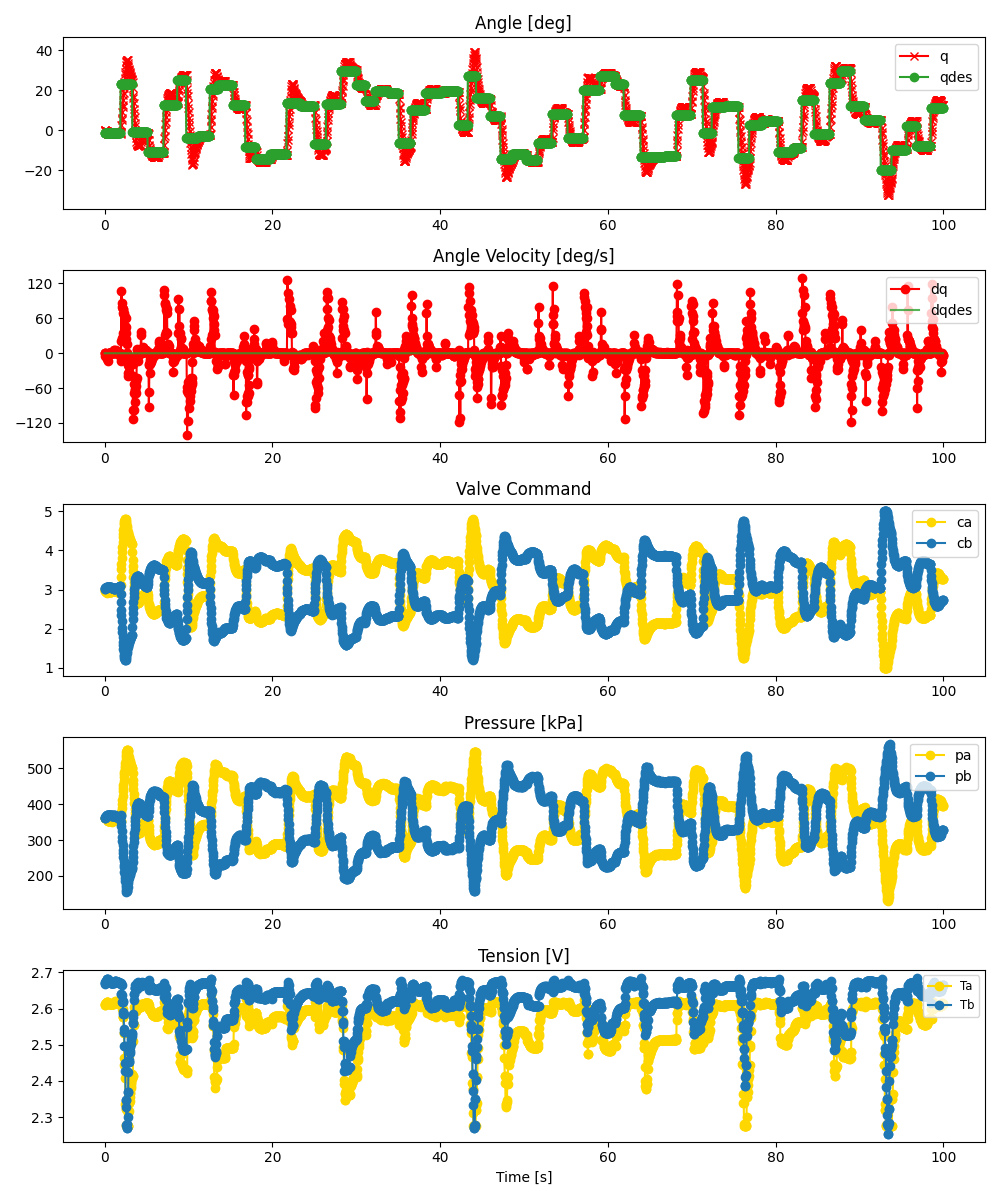 Angle [deg]
40
20
0
−20
q
qdes
0 20 40 60 80 100
Angle Velocity [deg/s]
120
60
0
−60
−120
dq
dqdes
0 20 40 60 80 100
Valve Command
5
4
3
2
1
ca
cb
0 20 40 60 80 100
Pressure [kPa]
500
400
300
200
pa
pb
0 20 40 60 80 100
Tension [V]
2.7
2.6
2.5
2.4
2.3
Ta
Tb
0 20 40 60 80 100
Time [s]